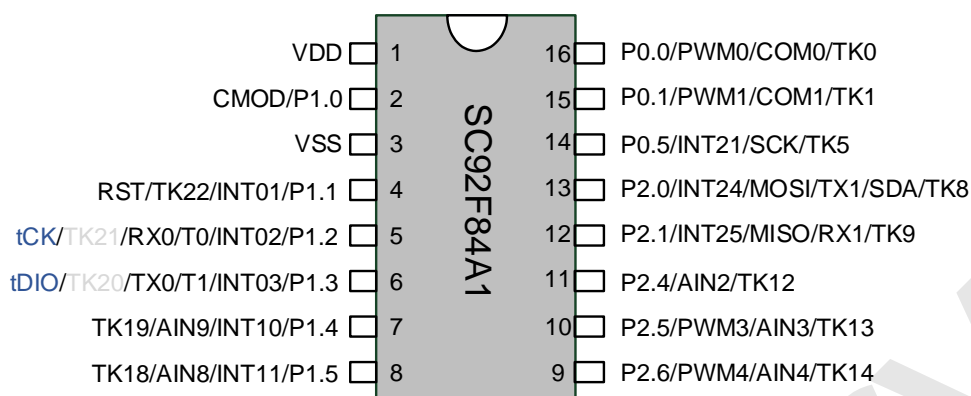 VDD 1 16 P0.0/PWM0/COM0/TK0
CMOD/P1.0 2 15 P0.1/PWM1/COM1/TK1
VSS 3 14 P0.5/INT21/SCK/TK5
RST/TK22/INT01/P1.1 4 13 P2.0/INT24/MOSI/TX1/SDA/TK8
tCK/TK21/RX0/T0/INT02/P1.2 5 12 P2.1/INT25/MISO/RX1/TK9
tDIO/TK20/TX0/T1/INT03/P1.3 6 11 P2.4/AIN2/TK12
TK19/AIN9/INT10/P1.4 7 10 P2.5/PWM3/AIN3/TK13
TK18/AIN8/INT11/P1.5 8 9 P2.6/PWM4/AIN4/TK14
SC92F84A1